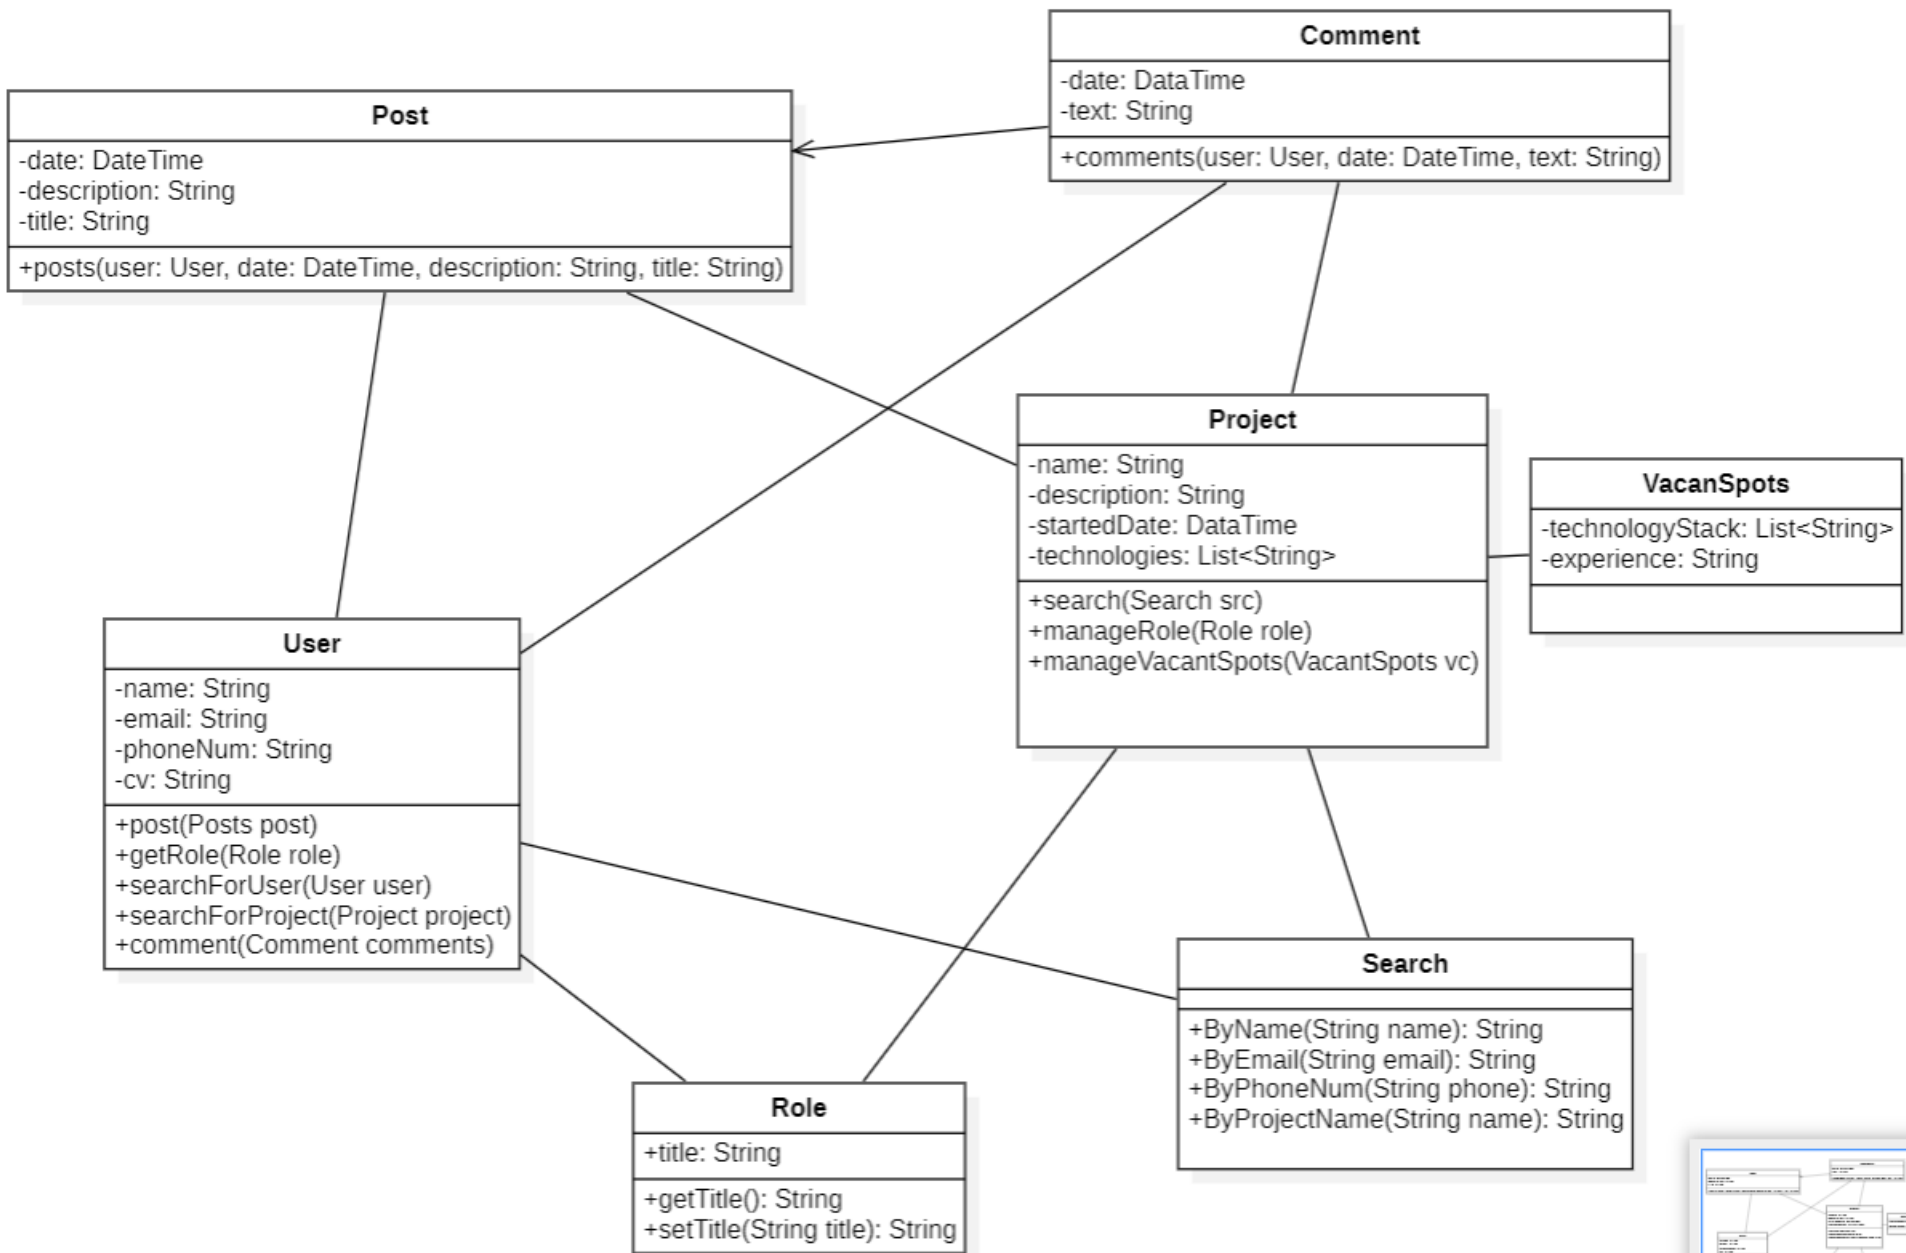 Post
-date: DateTime
-description: String
-title: String
+posts(user: User, date: DateTime, description: String, title: String)
Comment
-date: DataTime
-text: String
+comments(user: User, date: DateTime, text: String)
Project
-name: String
-description: String
-startedDate: DataTime
-technologies: List<String>
+search(Search src)
+manageRole(Role role)
+manageVacantSpots(VacantSpots vc)
VacanSpots
-technologyStack: List<String>
-experience: String
User
-name: String
-email: String
-phoneNum: String
-cv: String
+post(Posts post)
+getRole(Role role)
+searchForUser(User user)
+searchForProject(Project project)
+comment(Comment comments)
Search
+ByName(String name): String
+ByEmail(String email): String
+ByPhoneNum(String phone): String
+ByProjectName(String name): String
Role
+title: String
+getTitle(): String
+setTitle(String title): String